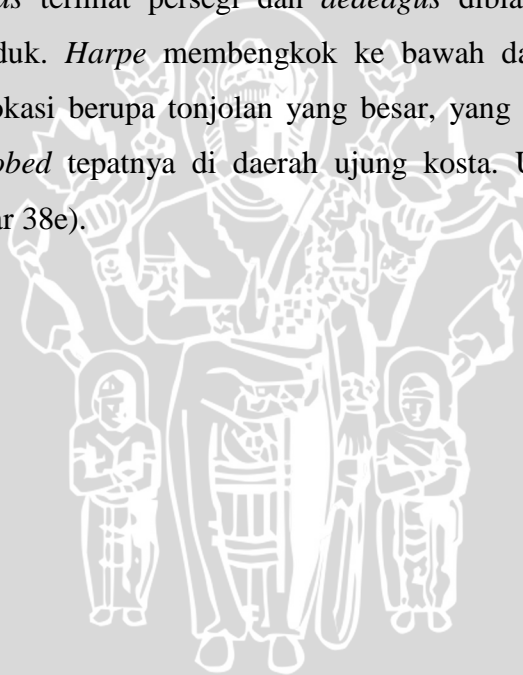 us terlihat persegi dan aedeagus dibia
duk. Harpe membengkok ke bawah da
okasi berupa tonjolan yang besar, yang
obed tepatnya di daerah ujung kosta. U
ar 38e).